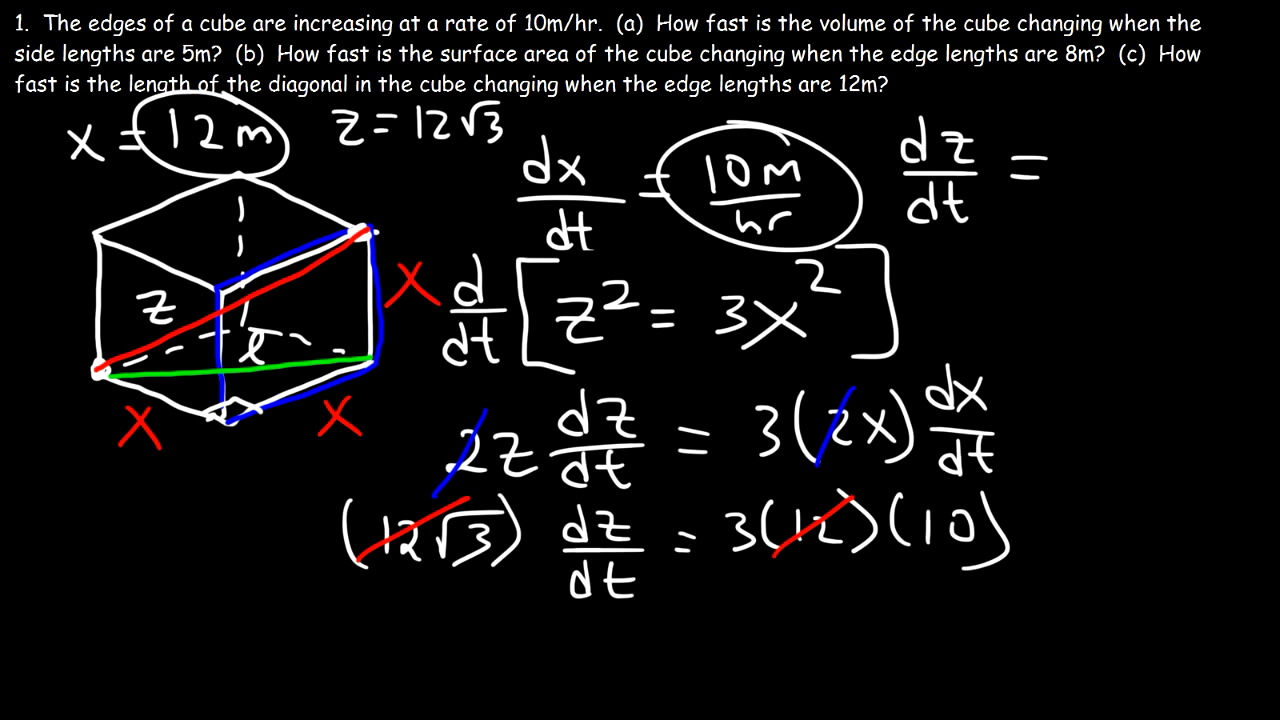 1. The edges of a cube are increasing at a rate of 10m/hr. (a) How fast is the volume of the cube changing when the
side lengths are 5m? (b) How fast is the surface area of the cube changing when the edge lengths are 8m? (c) How
fast is the length of the diagonal in the cube changing when the edge lengths are 12m?
x = 12m z = 12√3
dx/dt = 10m/hr dz/dt =
x
z
l
x x
d/dt [z² = 3x²]
2z dz/dt = 3(2x) dx/dt
(12√3) dz/dt = 3(12)(10)